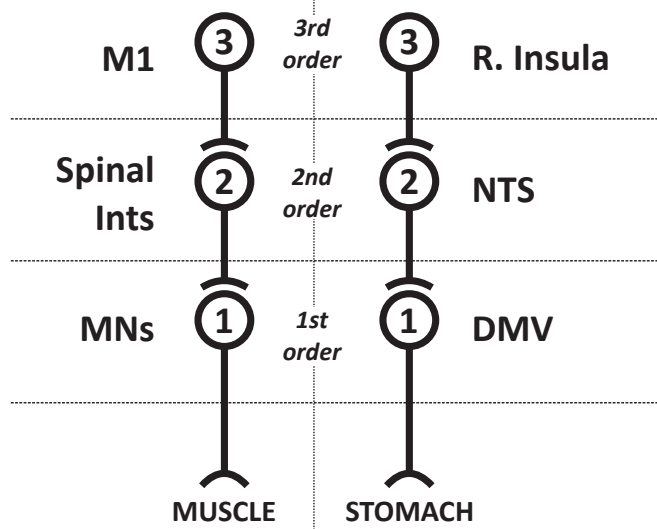 M1
3
3rd
order
3
R. Insula
Spinal
Ints
2
2nd
order
2
NTS
MNs
1
1st
order
1
DMV
MUSCLE
STOMACH